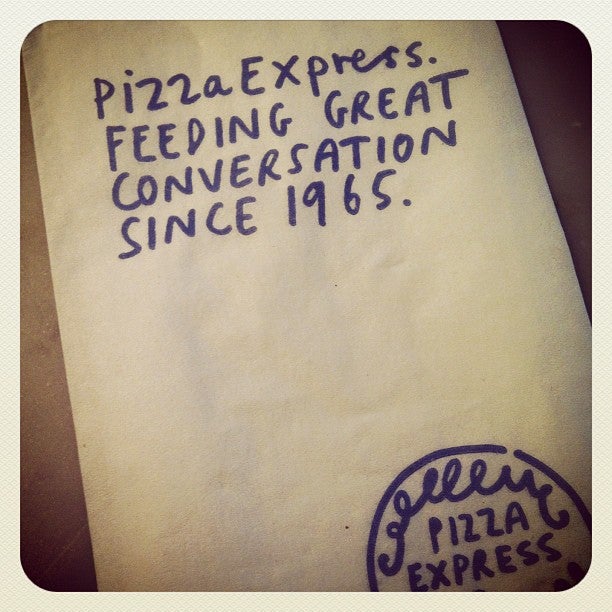 PizzaExpress.
FEEDING GREAT
CONVERSATION
SINCE 1965.
PIZZA
EXPRESS